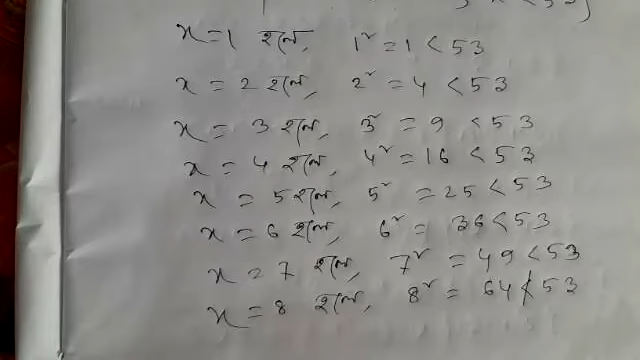 x = 1 হলে, 1² = 1 < 53
x = 2 হলে, 2² = 4 < 53
x = 3 হলে, 3² = 9 < 53
x = 4 হলে, 4² = 16 < 53
x = 5 হলে, 5² = 25 < 53
x = 6 হলে, 6² = 36 < 53
x = 7 হলে, 7² = 49 < 53
x = 8 হলে, 8² = 64 ≮ 53